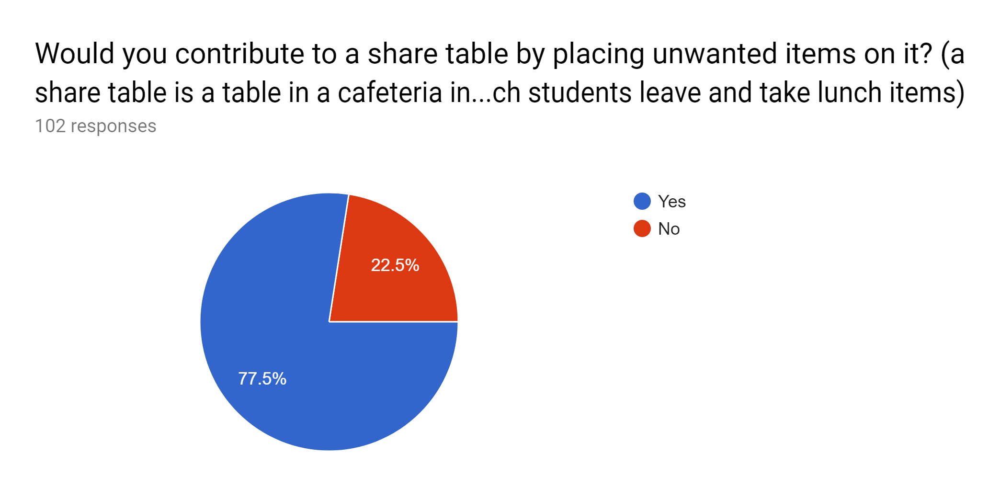 Would you contribute to a share table by placing unwanted items on it? (a
share table is a table in a cafeteria in...ch students leave and take lunch items)
102 responses
Yes
No
22.5%
77.5%